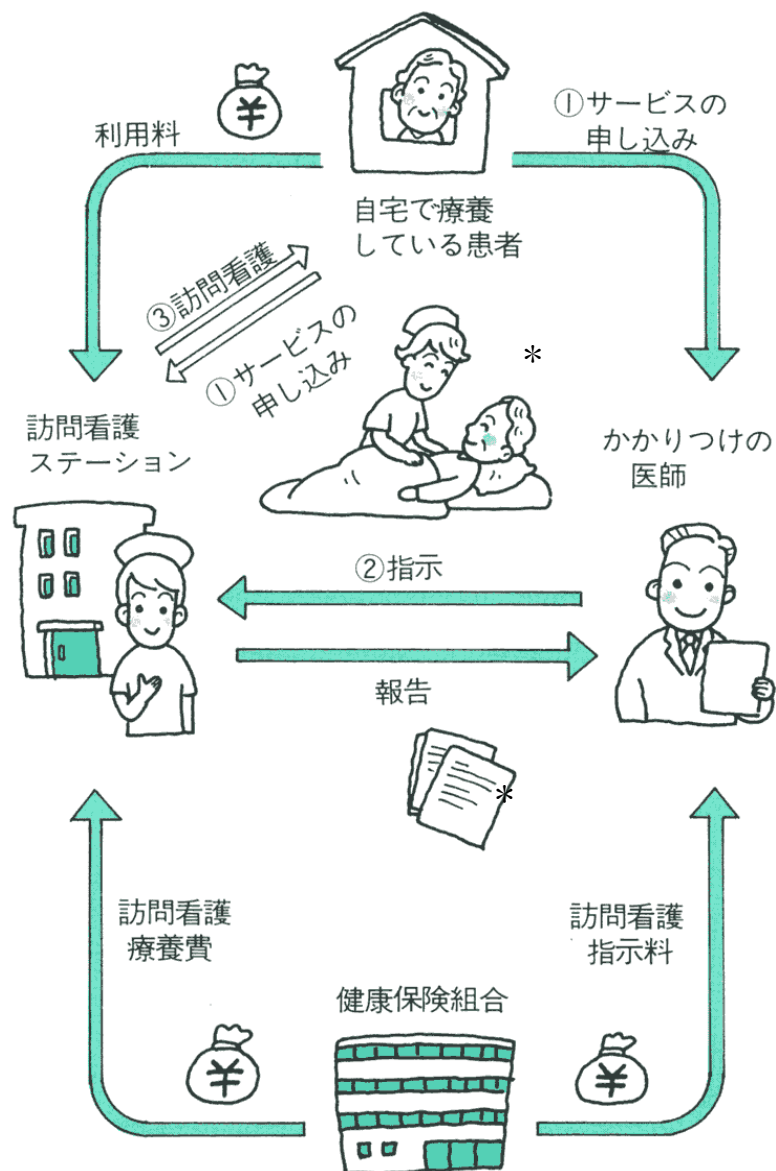 ¥
①サービスの
申し込み
利用料
自宅で療養
している患者
③訪問看護
①サービスの
申し込み
*
訪問看護
ステーション
かかりつけの
医師
②指示
報告
*
訪問看護
療養費
訪問看護
指示料
健康保険組合
¥
¥